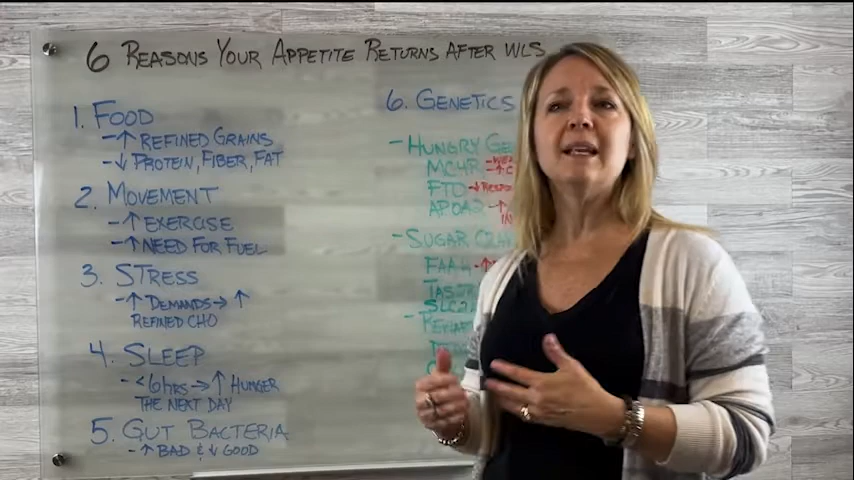 6 REASONS YOUR APPETITE RETURNS AFTER WLS
1. FOOD
- ↑ REFINED GRAINS
- ↓ PROTEIN, FIBER, FAT
2. MOVEMENT
- ↑ EXERCISE
- ↑ NEED FOR FUEL
3. STRESS
- ↑ DEMANDS → ↑
REFINED CHO
4. SLEEP
- <6HRS → ↑ HUNGER
THE NEXT DAY
5. GUT BACTERIA
- ↑ BAD & ↓ GOOD
6. GENETICS
- HUNGRY
MC4R -
FTO ↓
APOA2 - ↑
- SUGAR